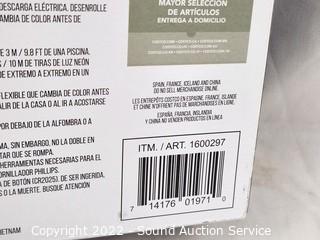 DESCARGA ELÉCTRICA. DESENROLLE
CAMBIA DE COLOR ANTES DE
3 M / 9.8 FT DE UNA PISCINA.
/ 10 M DE TIRAS DE LUZ NEÓN
DE EXTREMO A EXTREMO EN UN
FLEXIBLE QUE CAMBIA DE COLOR ANTES
SALIR DE LA CASA O AL IR A ACOSTARSE
POR DEBAJO DE LA ALFOMBRA O
MA, SIN EMBARGO, NO LA DOBLE EN
TAR QUE SE ROMPA.
HERRAMIENTAS NECESARIAS PARA EL
ORNILLADOR PHILLIPS.
DE BOTÓN (CR2025). DE SER INGERIDA,
S O LA MUERTE. BUSQUE ATENCIÓN
IETNAM
MAYOR SELECCIÓN
DE ARTÍCULOS
ENTREGA A DOMICILIO
SPAIN, FRANCE, ICELAND AND CHINA
DO NOT SELL MERCHANDISE ONLINE.
LES ENTREPÔTS COSTCO EN ESPAGNE, FRANCE, ISLANDE
ET CHINE N'OFFRENT PAS DE MARCHANDISES EN LIGNE.
ESPAÑA, FRANCIA, ISLANDIA
Y CHINA NO VENDEN PRODUCTOS EN LÍNEA
ITM. / ART. 1600297
7 14176 01971 0
Copyright 2022 - Sound Auction Service